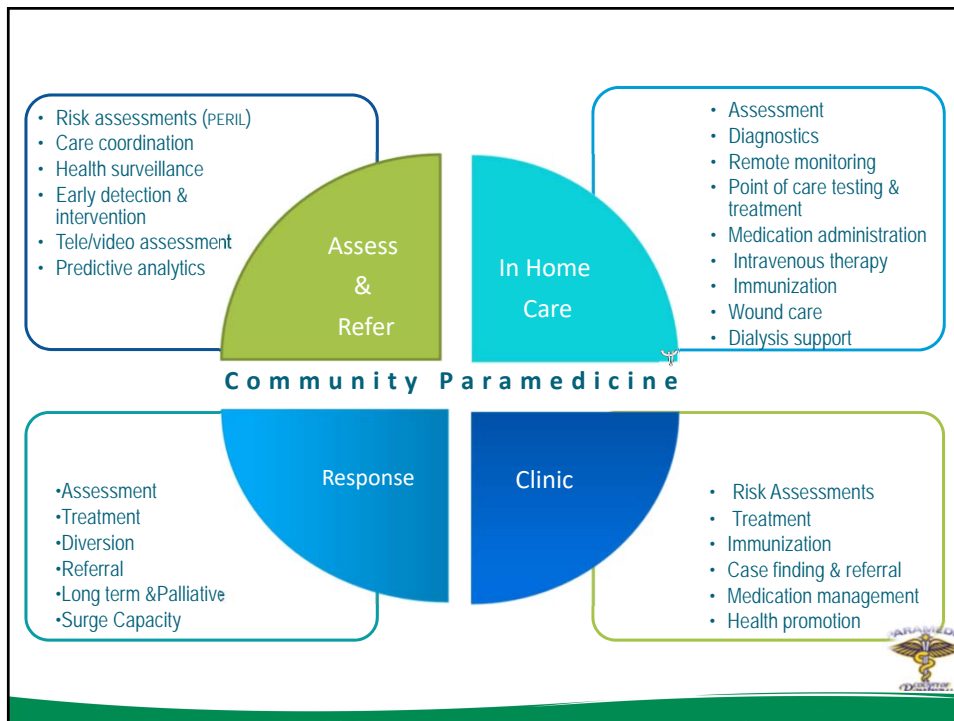 • Risk assessments (PERIL)
• Care coordination
• Health surveillance
• Early detection &
intervention
• Tele/video assessment
• Predictive analytics
• Assessment
• Diagnostics
• Remote monitoring
• Point of care testing &
treatment
• Medication administration
• Intravenous therapy
• Immunization
• Wound care
• Dialysis support
Assess
&
Refer
In Home
Care
Community Paramedicine
Response
Clinic
•Assessment
•Treatment
•Diversion
•Referral
•Long term &Palliative
•Surge Capacity
• Risk Assessments
• Treatment
• Immunization
• Case finding & referral
• Medication management
• Health promotion